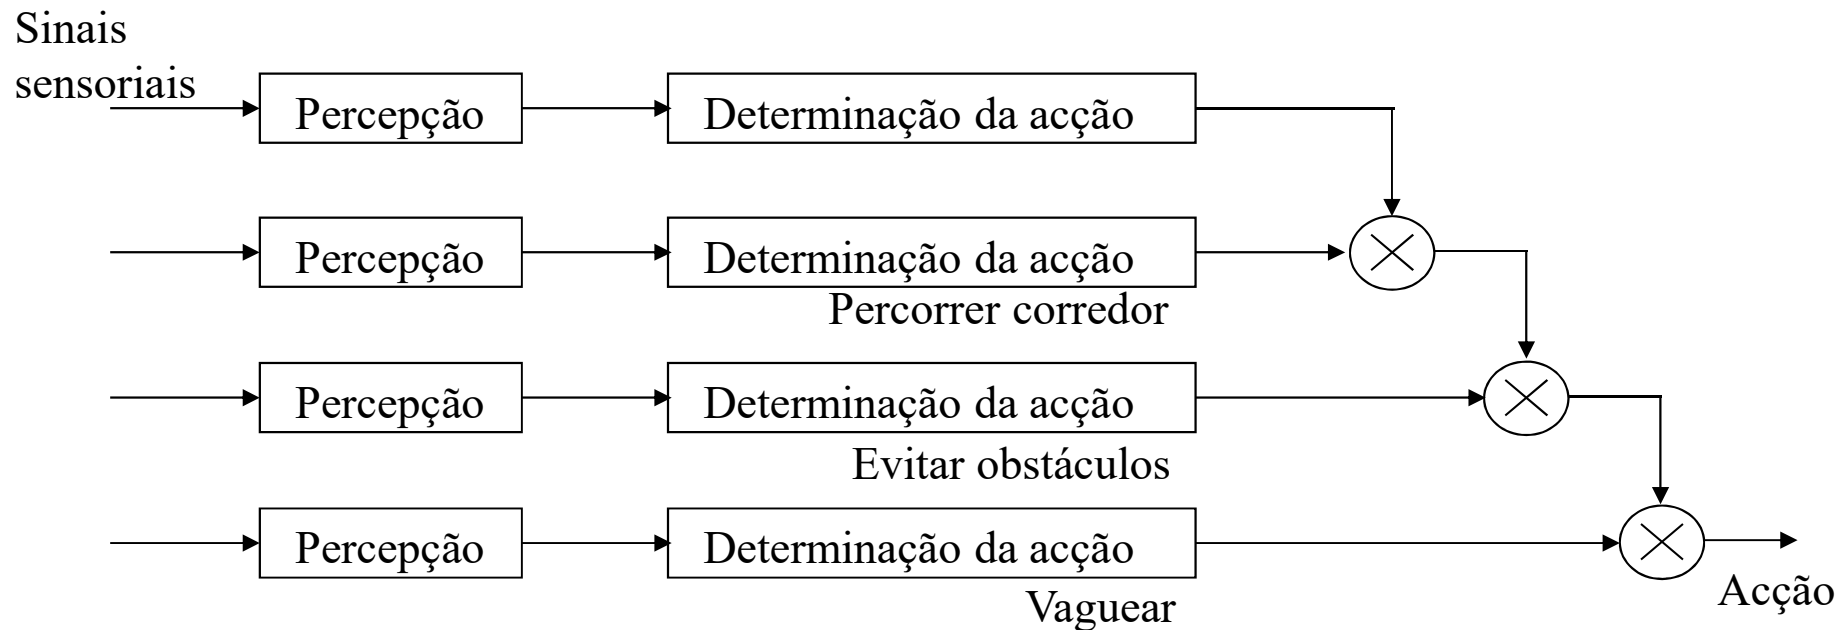 Sinais
sensoriais
Percepção
Determinação da acção
Percepção
Determinação da acção
Percorrer corredor
Percepção
Determinação da acção
Evitar obstáculos
Percepção
Determinação da acção
Vaguear
Acção